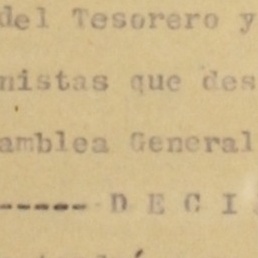 del Tesorero y
nistas que des
amblea General
----- D E C I